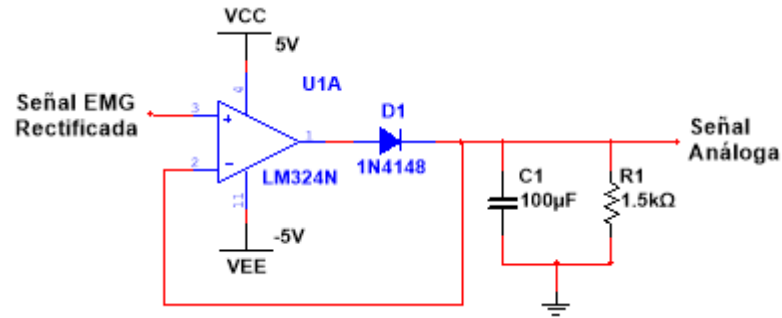 VCC
5V
U1A
Señal EMG
Rectificada
3
4
2
1
11
LM324N
D1
1N4148
-5V
VEE
C1
100µF
R1
1.5kΩ
Señal
Análoga